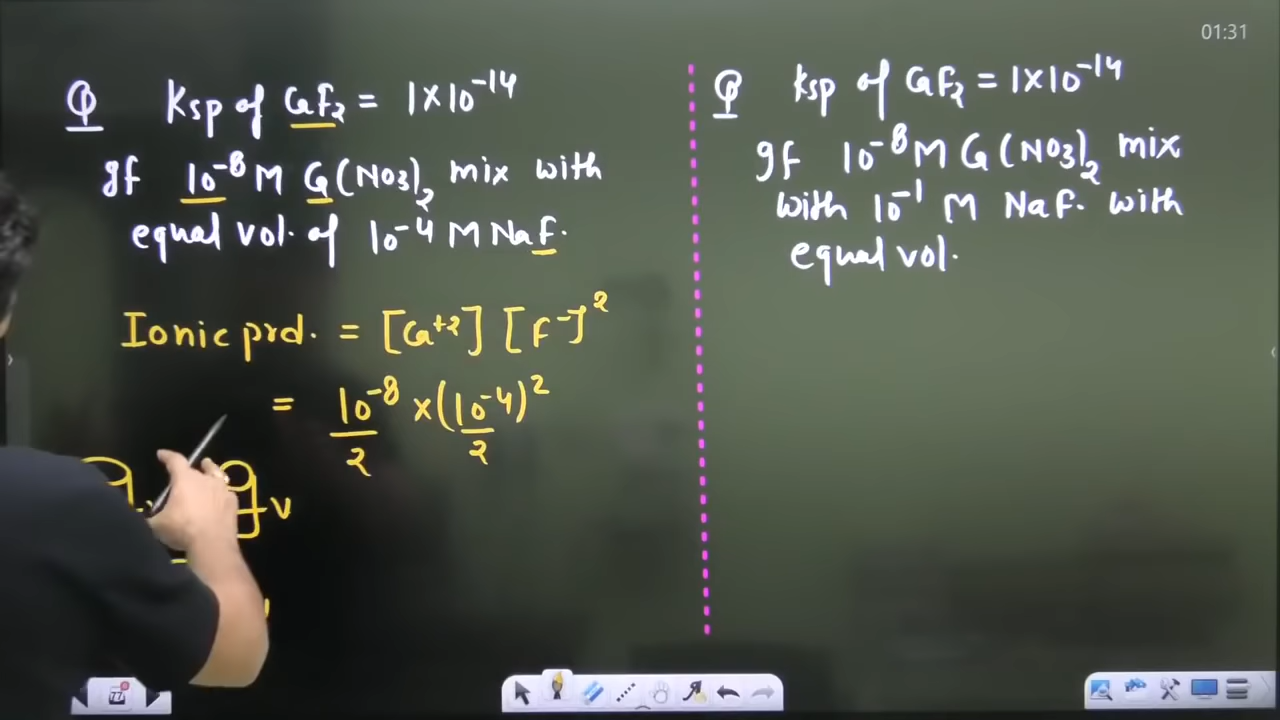 01:31
Q Ksp of CaF₂ = 1×10⁻¹⁴
If 10⁻⁸ M Ca(NO₃)₂ mix with
equal vol. of 10⁻⁴ M NaF.
Ionic prd. = [Ca⁺²] [F⁻]²
= 10⁻⁸/2 × (10⁻⁴/2)²
v
Q Ksp of CaF₂ = 1×10⁻¹⁴
If 10⁻⁸ M Ca(NO₃)₂ mix
with 10⁻¹ M NaF. with
equal vol.